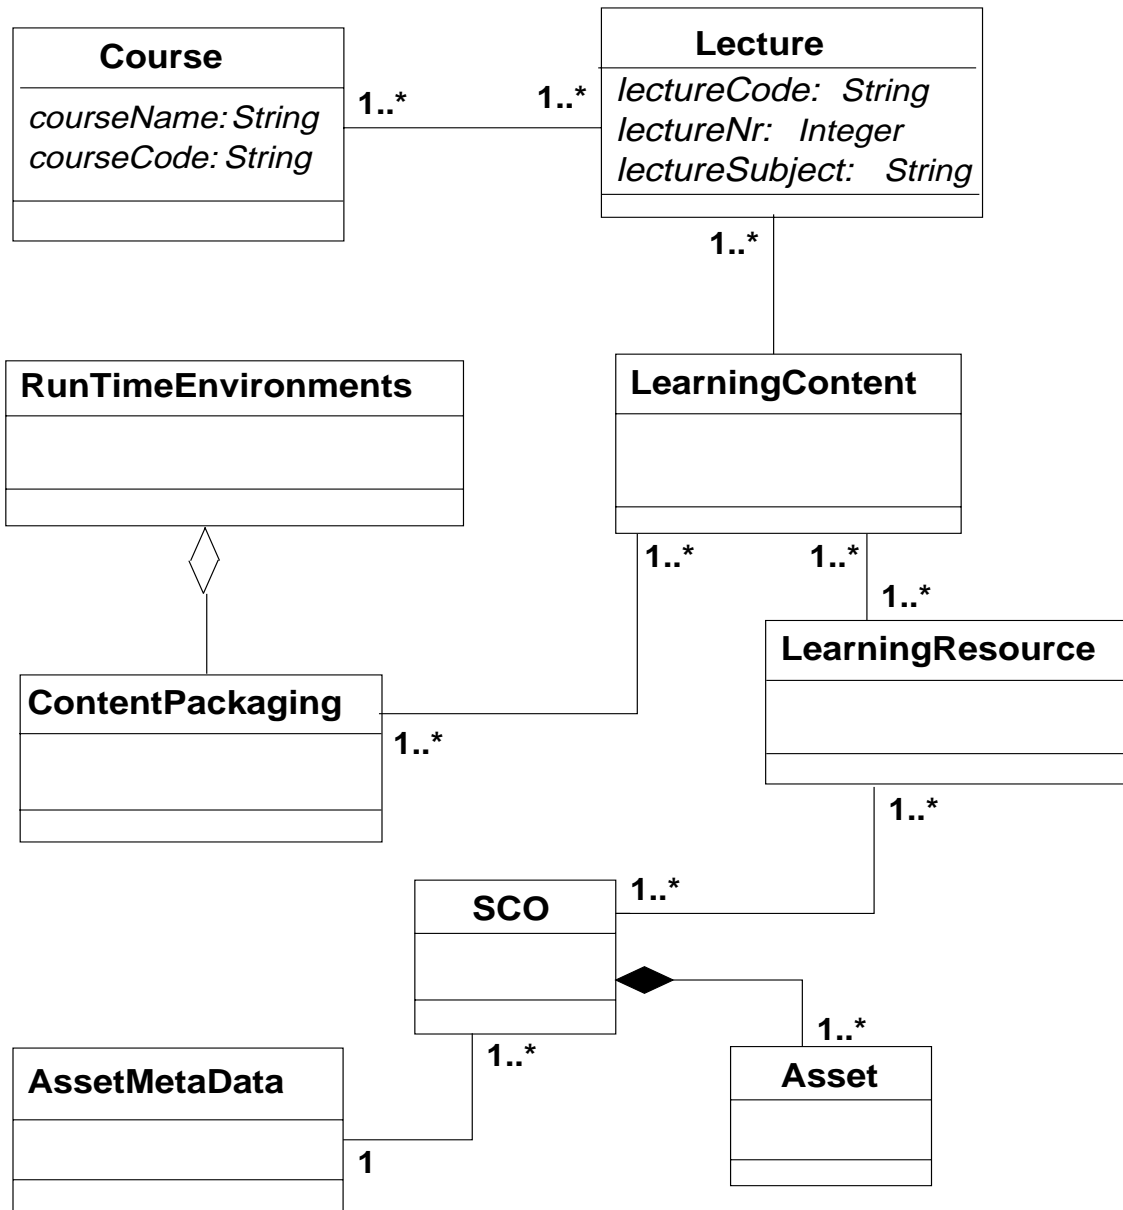 Course
courseName: String
courseCode: String
1..*
1..*
Lecture
lectureCode: String
lectureNr: Integer
lectureSubject: String
1..*
RunTimeEnvironments
LearningContent
1..*
1..*
1..*
LearningResource
ContentPackaging
1..*
1..*
1..*
SCO
1..*
1..*
AssetMetaData
1
Asset